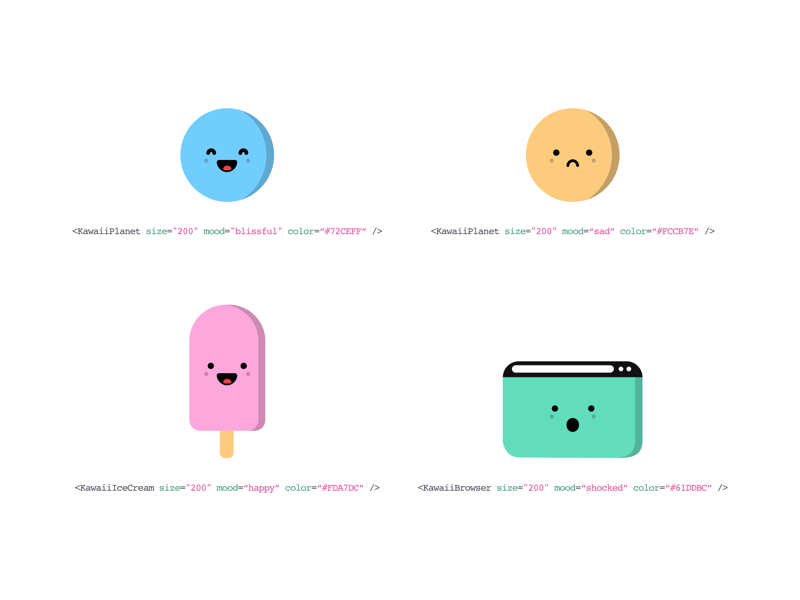 <KawaiiPlanet size="200" mood="blissful" color=“#72CEFF” />
<KawaiiPlanet size="200" mood=“sad” color=“#FCCB7E” />
<KawaiiIceCream size="200" mood=“happy” color=“#FDA7DC” />
<KawaiiBrowser size="200" mood=“shocked” color=“#61DDBC” />